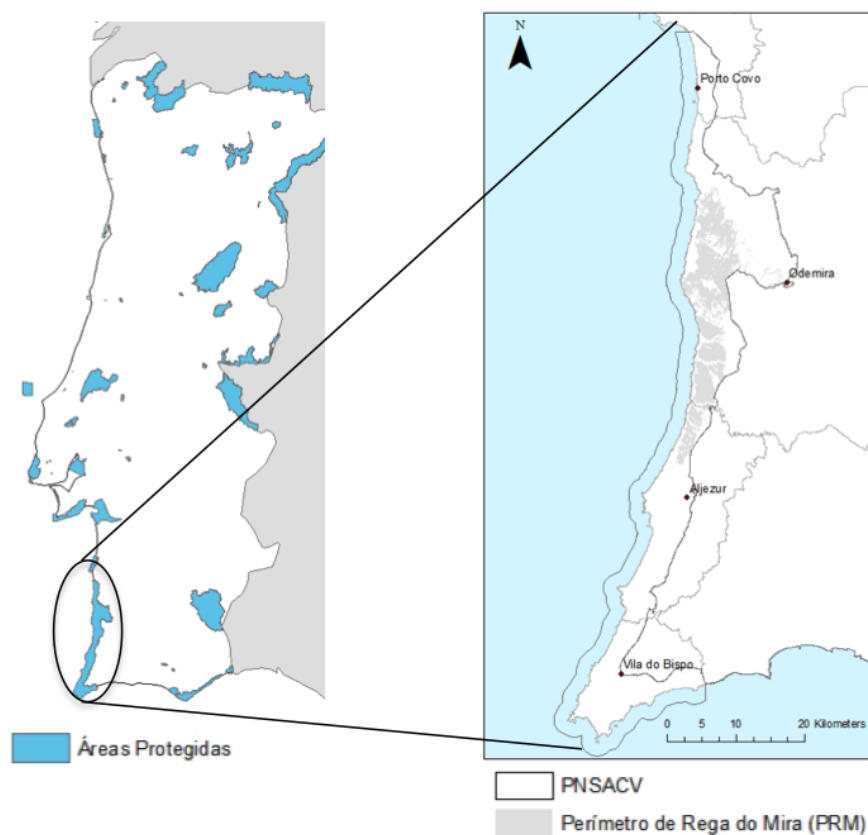 N
Porto Covo
Odemira
Aljezur
Vila do Bispo
0 5 10 20 Kilometers
Áreas Protegidas
PNSACV
Perímetro de Rega do Mira (PRM)